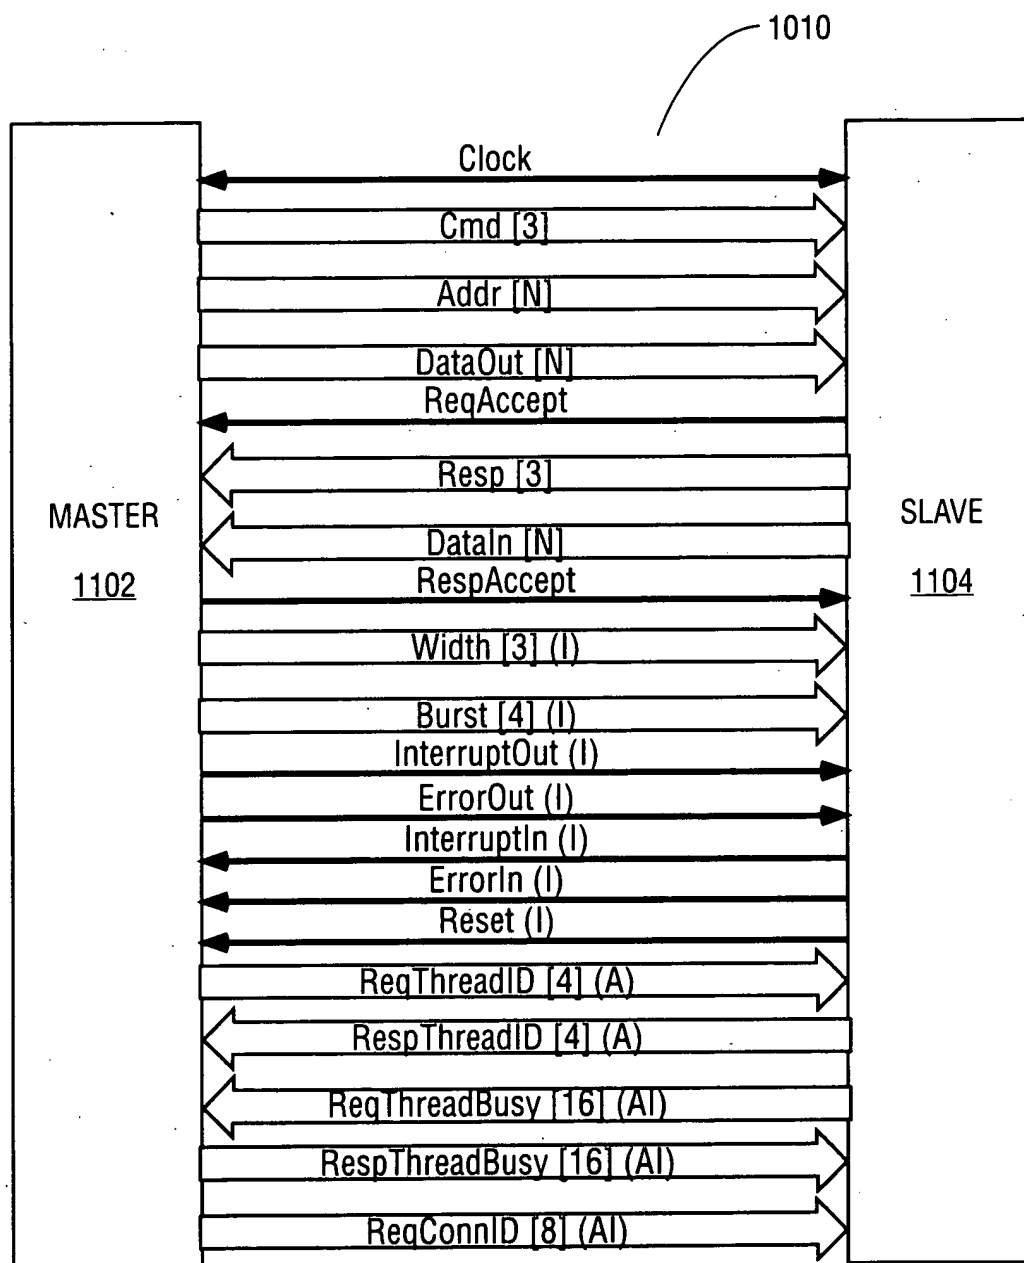 1010
Clock
Cmd [3]
Addr [N]
DataOut [N]
ReqAccept
Resp [3]
MASTER
SLAVE
DataIn [N]
1102
RespAccept
1104
Width [3] (I)
Burst [4] (I)
InterruptOut (I)
ErrorOut (I)
InterruptIn (I)
ErrorIn (I)
Reset (I)
ReqThreadID [4] (A)
RespThreadID [4] (A)
ReqThreadBusy [16] (AI)
RespThreadBusy [16] (AI)
ReqConnID [8] (AI)